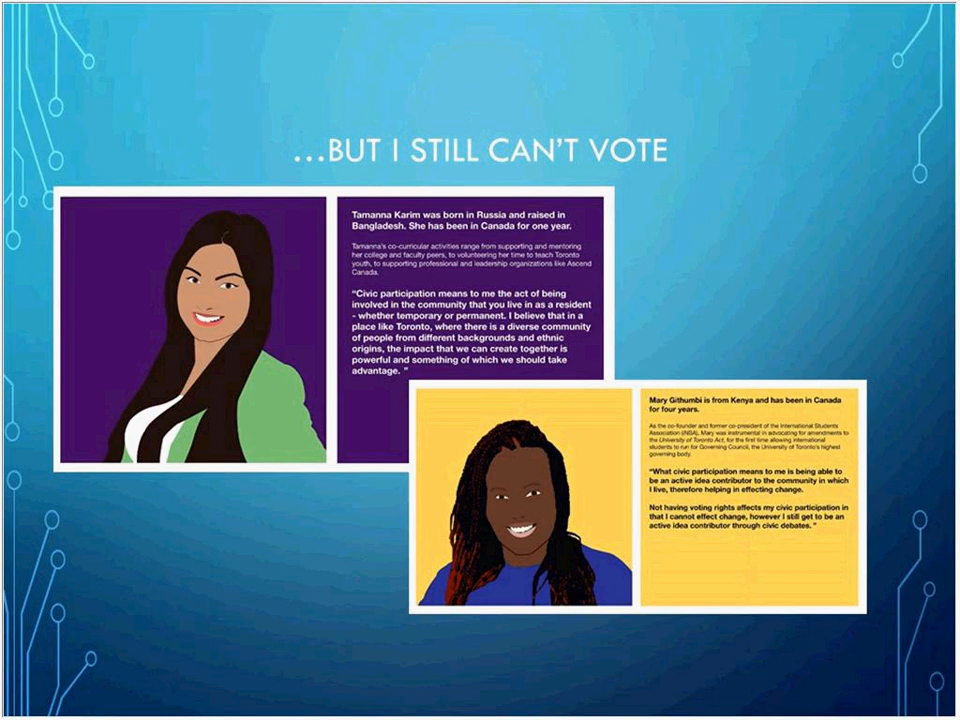 ...BUT I STILL CAN'T VOTE
Tamanna Karim was born in Russia and raised in
Bangladesh. She has been in Canada for one year.
Tamanna's co-curricular activities range from supporting and mentoring
her college and faculty peers, to volunteering her time to teach Toronto
youth, to supporting professional and leadership organizations like Ascend
Canada.
“Civic participation means to me the act of being
involved in the community that you live in as a resident
- whether temporary or permanent. I believe that in a
place like Toronto, where there is a diverse community
of people from different backgrounds and ethnic
origins, the impact that we can create together is
powerful and something of which we should take
advantage. ”
Mary Githumbi is from Kenya and has been in Canada
for four years.
As the co-founder and former co-president of the International Students
Association (iNSA), Mary was instrumental in advocating for amendments to
the University of Toronto Act, for the first time allowing international
students to run for Governing Council, the University of Toronto's highest
governing body.
“What civic participation means to me is being able to
be an active idea contributor to the community in which
I live, therefore helping in effecting change.
Not having voting rights affects my civic participation in
that I cannot effect change, however I still get to be an
active idea contributor through civic debates. ”